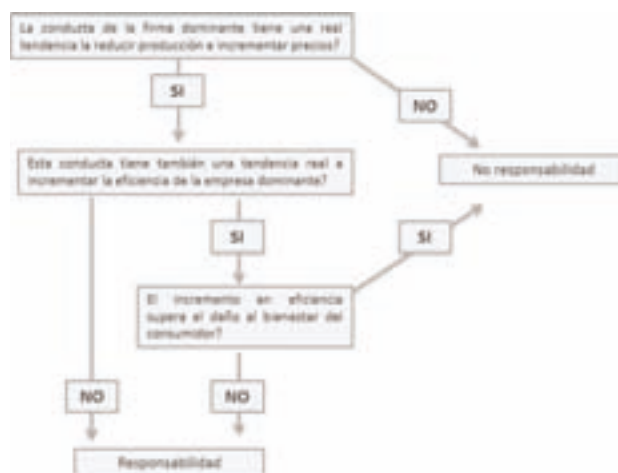 La conducta de la firma dominante tiene una real
tendencia la reducir producción e incrementar precios?
SI
NO
Este conducta tiene también una tendencia real a
incrementar la eficiencia de la empresa dominante?
No responsabilidad
SI
SI
El incremento en eficiencia
supera el daño al bienestar del
consumidor?
NO
NO
Responsabilidad